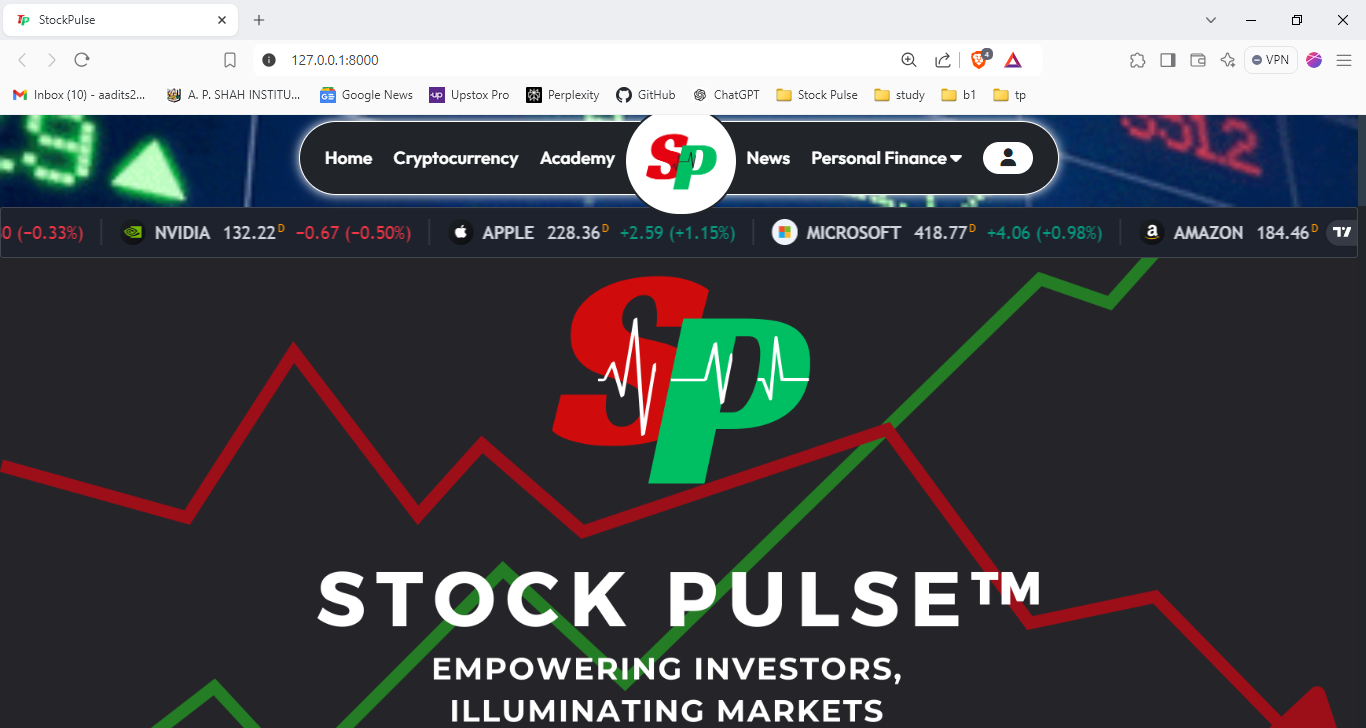 StockPulse
127.0.0.1:8000
4
VPN
Inbox (10) - aadits2...
A. P. SHAH INSTITU...
Google News
up
Upstox Pro
Perplexity
GitHub
ChatGPT
Stock Pulse
study
b1
tp
Home
Cryptocurrency
Academy
SP
News
Personal Finance
0 (−0.33%)
NVIDIA 132.22 D −0.67 (−0.50%)
APPLE 228.36 D +2.59 (+1.15%)
MICROSOFT 418.77 D +4.06 (+0.98%)
AMAZON 184.46 D
SP
STOCK PULSE™
EMPOWERING INVESTORS,
ILLUMINATING MARKETS